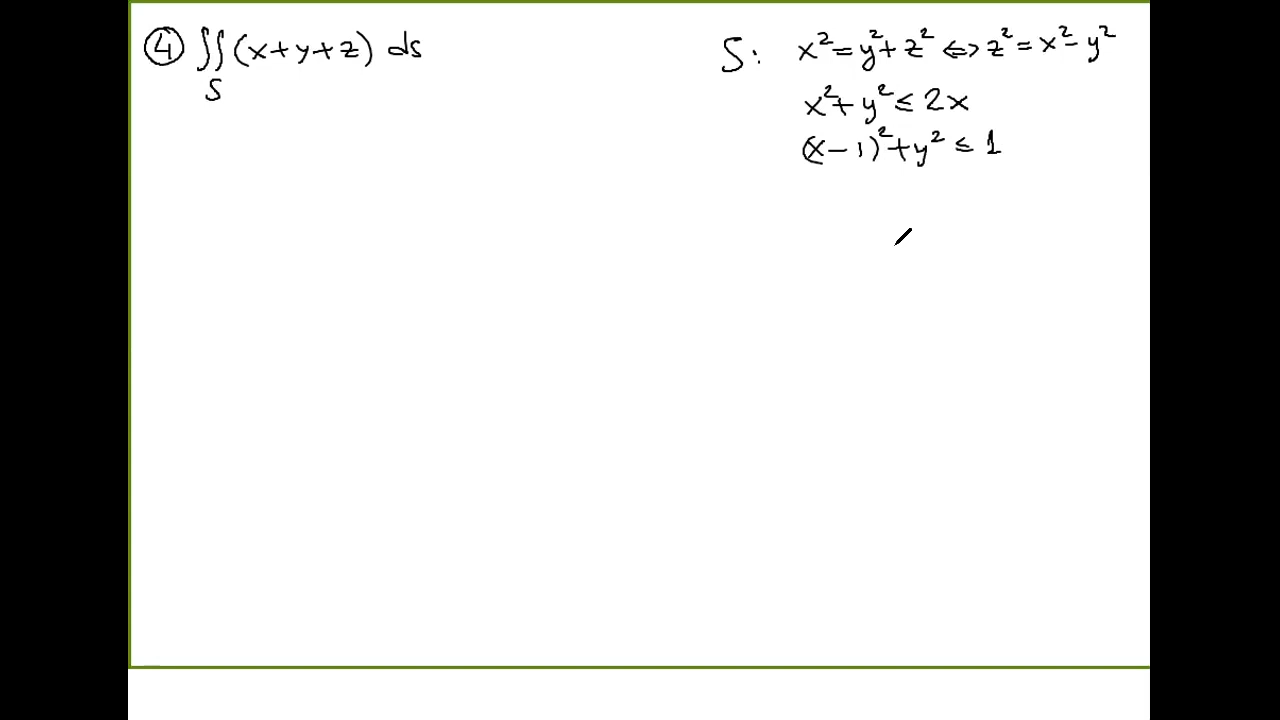 ④ ∬(x+y+z) ds
S
S: x² = y² + z² ⇔ z² = x² - y²
x² + y² ≤ 2x
(x-1)² + y² ≤ 1